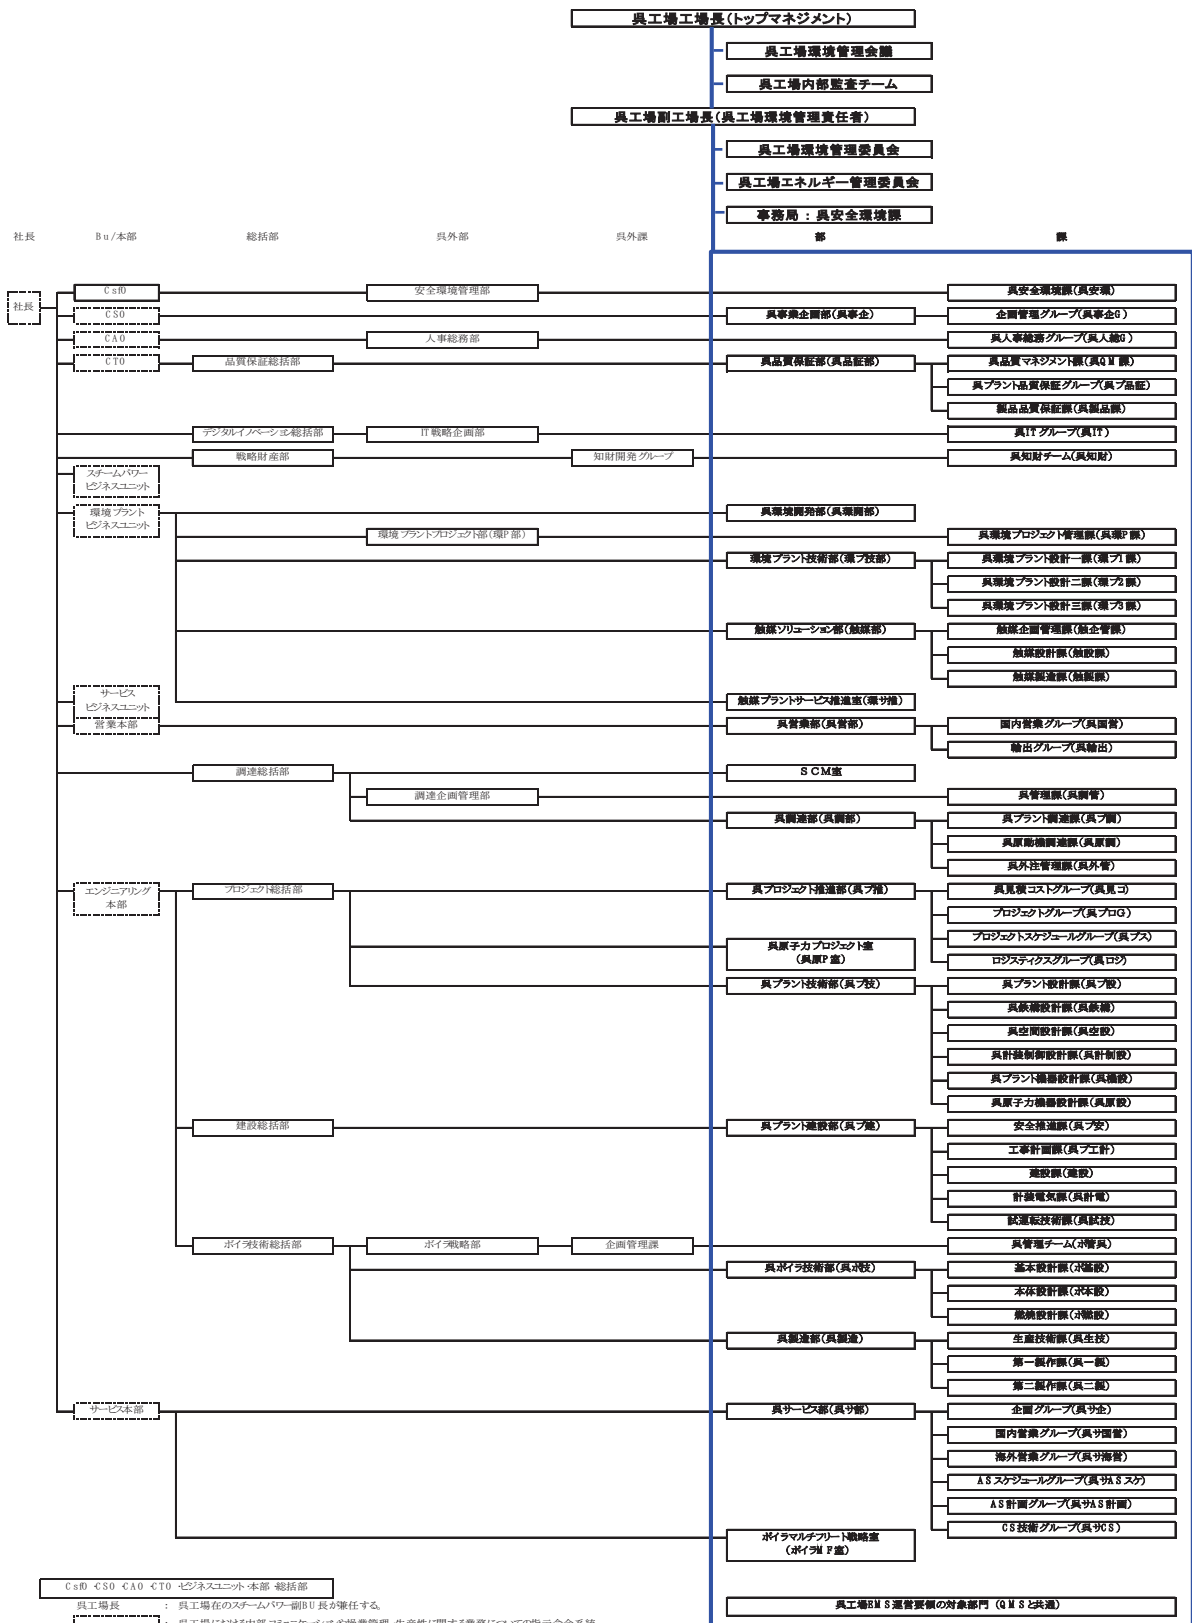 呉工場工場長(トップマネジメント)
呉工場環境管理会議
呉工場内部監査チーム
呉工場副工場長(呉工場環境管理責任者)
呉工場環境管理委員会
呉工場エネルギー管理委員会
事務局：呉安全環境課
社長 Bu/本部 総括部 呉外部 呉外課 部 課
社長
CsfO 安全環境管理部 呉安全環境課(呉安環)
CSO 呉事業企画部(呉事企) 企画管理グループ(呉事企G)
CAO 人事総務部 呉人事総務グループ(呉人総G)
CTO 品質保証総括部 呉品質保証部(呉品証部) 呉品質マネジメント課(呉QM課)
呉プラント品質保証グループ(呉プ品証)
製品品質保証課(呉製品課)
デジタルイノベーション総括部 IT戦略企画部 呉ITグループ(呉IT)
戦略財産部 知財開発グループ 呉知財チーム(呉知財)
スチームパワー
ビジネスユニット
環境プラント
ビジネスユニット
呉環境開発部(呉環開部)
環境プラントプロジェクト部(環P部) 呉環境プロジェクト管理課(呉環P課)
環境プラント技術部(環プ技部) 呉環境プラント設計一課(環プ1課)
呉環境プラント設計二課(環プ2課)
呉環境プラント設計三課(環プ3課)
触媒ソリューション部(触媒部) 触媒企画管理課(触企管課)
触媒設計課(触設課)
触媒製造課(触製課)
サービス
ビジネスユニット
触媒プラントサービス推進室(環サ推)
営業本部 呉営業部(呉営部) 国内営業グループ(呉国営)
輸出グループ(呉輸出)
調達総括部 SCM室
調達企画管理部 呉管理課(呉調管)
呉調達部(呉調部) 呉プラント調達課(呉プ調)
呉原動機調達課(呉原調)
呉外注管理課(呉外管)
エンジニアリング
本部
プロジェクト総括部 呉プロジェクト推進部(呉プ推) 呉見積コストグループ(呉見コ)
プロジェクトグループ(呉プロG)
プロジェクトスケジュールグループ(呉プス)
呉原子力プロジェクト室
(呉原P室)
ロジスティクスグループ(呉ロジ)
呉プラント技術部(呉プ技) 呉プラント設計課(呉プ設)
呉鉄構設計課(呉鉄構)
呉空間設計課(呉空設)
呉計装制御設計課(呉計制設)
呉プラント機器設計課(呉機設)
呉原子力機器設計課(呉原設)
建設総括部 呉プラント建設部(呉プ建) 安全推進課(呉プ安)
工事計画課(呉プ工計)
建設課(建設)
計装電気課(呉計電)
試運転技術課(呉試技)
ボイラ技術総括部 ボイラ戦略部 企画管理課 呉管理チーム(ボ管呉)
呉ボイラ技術部(呉ボ技) 基本設計課(ボ基設)
本体設計課(ボ本設)
燃焼設計課(ボ燃設)
呉製造部(呉製造) 生産技術課(呉生技)
第一製作課(呉一製)
第二製作課(呉二製)
サービス本部 呉サービス部(呉サ部) 企画グループ(呉サ企)
国内営業グループ(呉サ国営)
海外営業グループ(呉サ海営)
ASスケジュールグループ(呉サASスケ)
AS計画グループ(呉サAS計画)
CS技術グループ(呉サCS)
ボイラマルチフリート戦略室
(ボイラMF室)
CsfO・CSO・CAO・CTO・ビジネスユニット・本部・総括部
呉工場長 ： 呉工場在のスチームパワー副BU長が兼任する。
呉工場EMS運営要領の対象部門(QMSと共通)